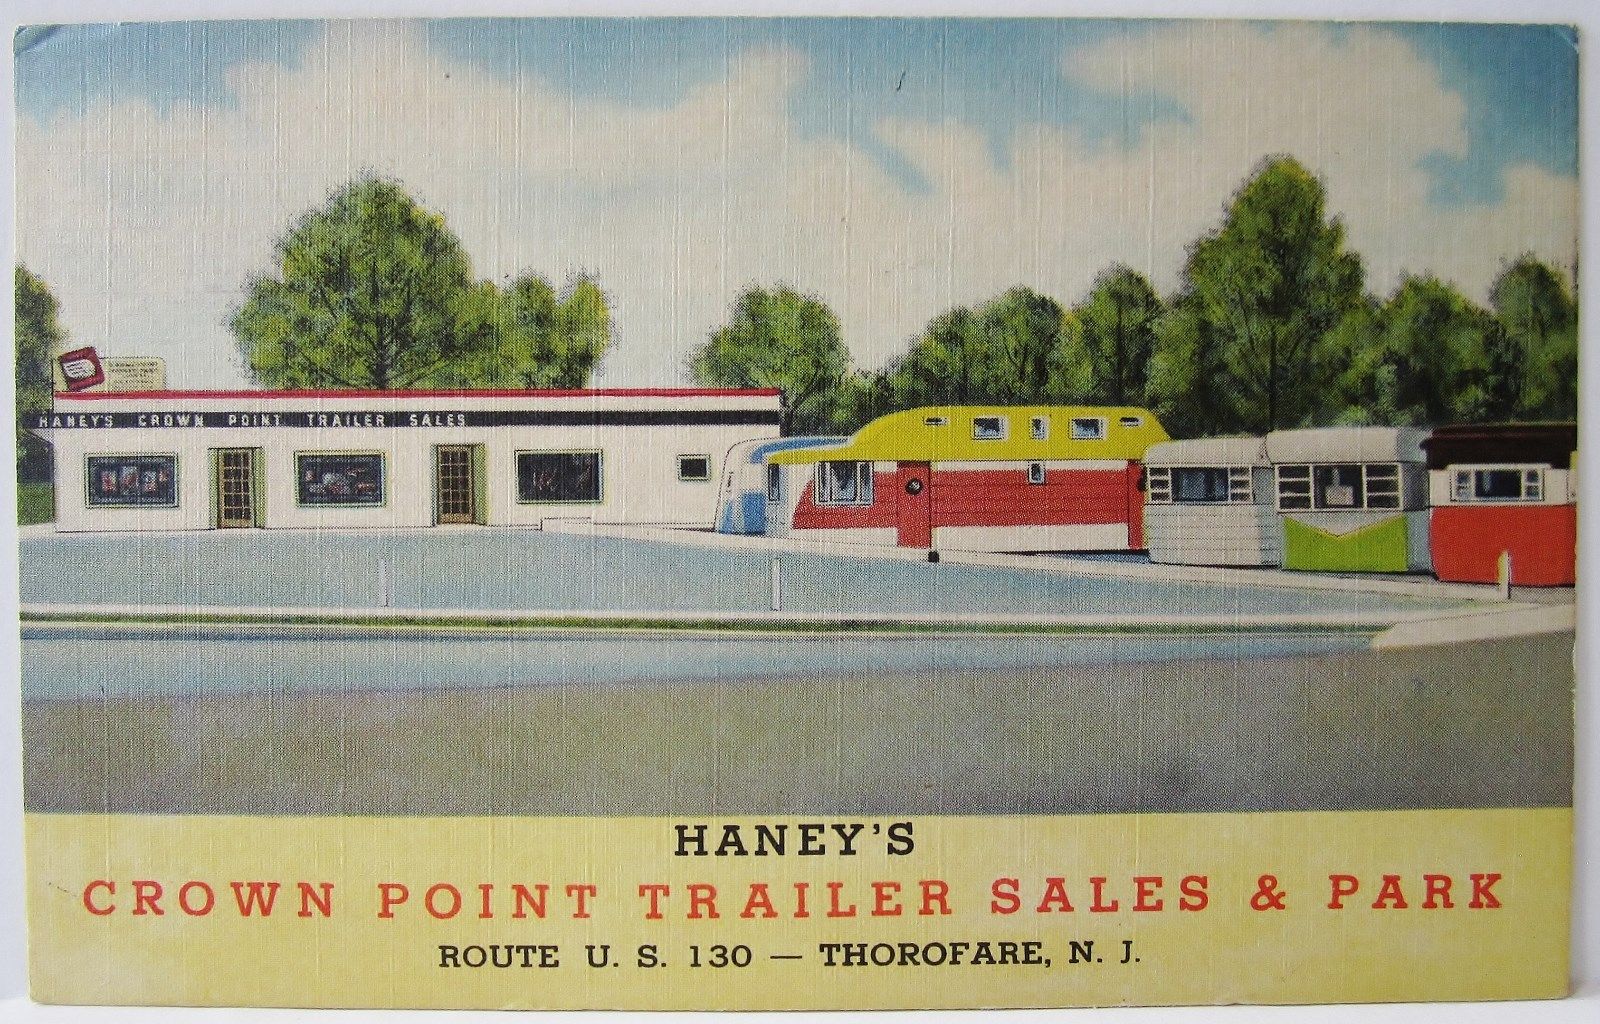 HANEY'S CROWN POINT TRAILER SALES
HANEY'S
CROWN POINT TRAILER SALES & PARK
ROUTE U. S. 130 — THOROFARE, N. J.